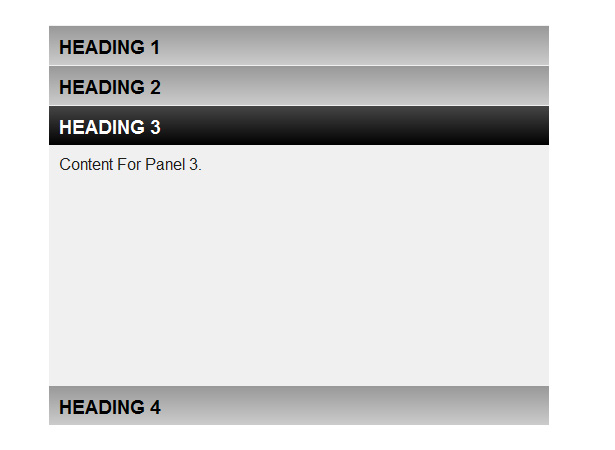 HEADING 1
HEADING 2
HEADING 3
Content For Panel 3.
HEADING 4